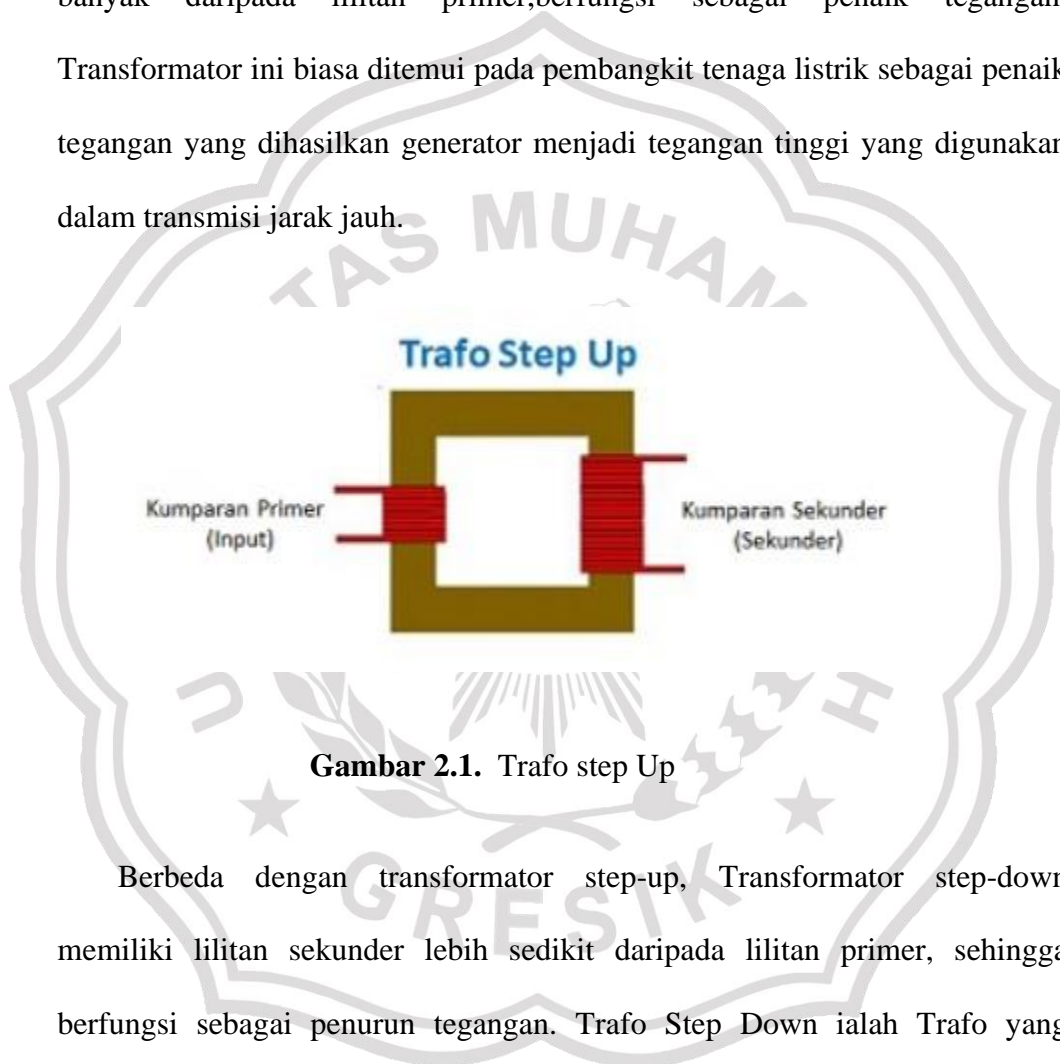 banyak daripada lilitan primer,berfungsi sebagai penaik tegangan
Transformator ini biasa ditemui pada pembangkit tenaga listrik sebagai penaik
tegangan yang dihasilkan generator menjadi tegangan tinggi yang digunakan
dalam transmisi jarak jauh.
TAS MUHAM
Trafo Step Up
Kumparan Primer
(Input)
Kumparan Sekunder
(Sekunder)
U H
Gambar 2.1. Trafo step Up
Berbeda dengan transformator step-up, Transformator step-down
GRESIK
memiliki lilitan sekunder lebih sedikit daripada lilitan primer, sehingga
berfungsi sebagai penurun tegangan. Trafo Step Down ialah Trafo yang